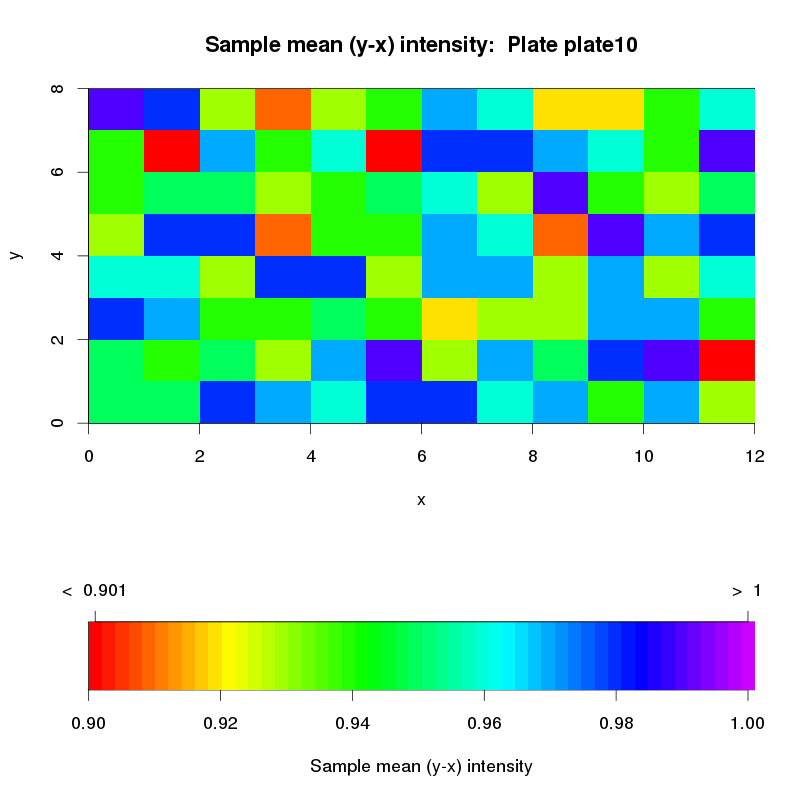 Sample mean (y-x) intensity:  Plate plate10
8
6
4
2
0
y
0 2 4 6 8 10 12
x
< 0.901 > 1
0.90 0.92 0.94 0.96 0.98 1.00
Sample mean (y-x) intensity